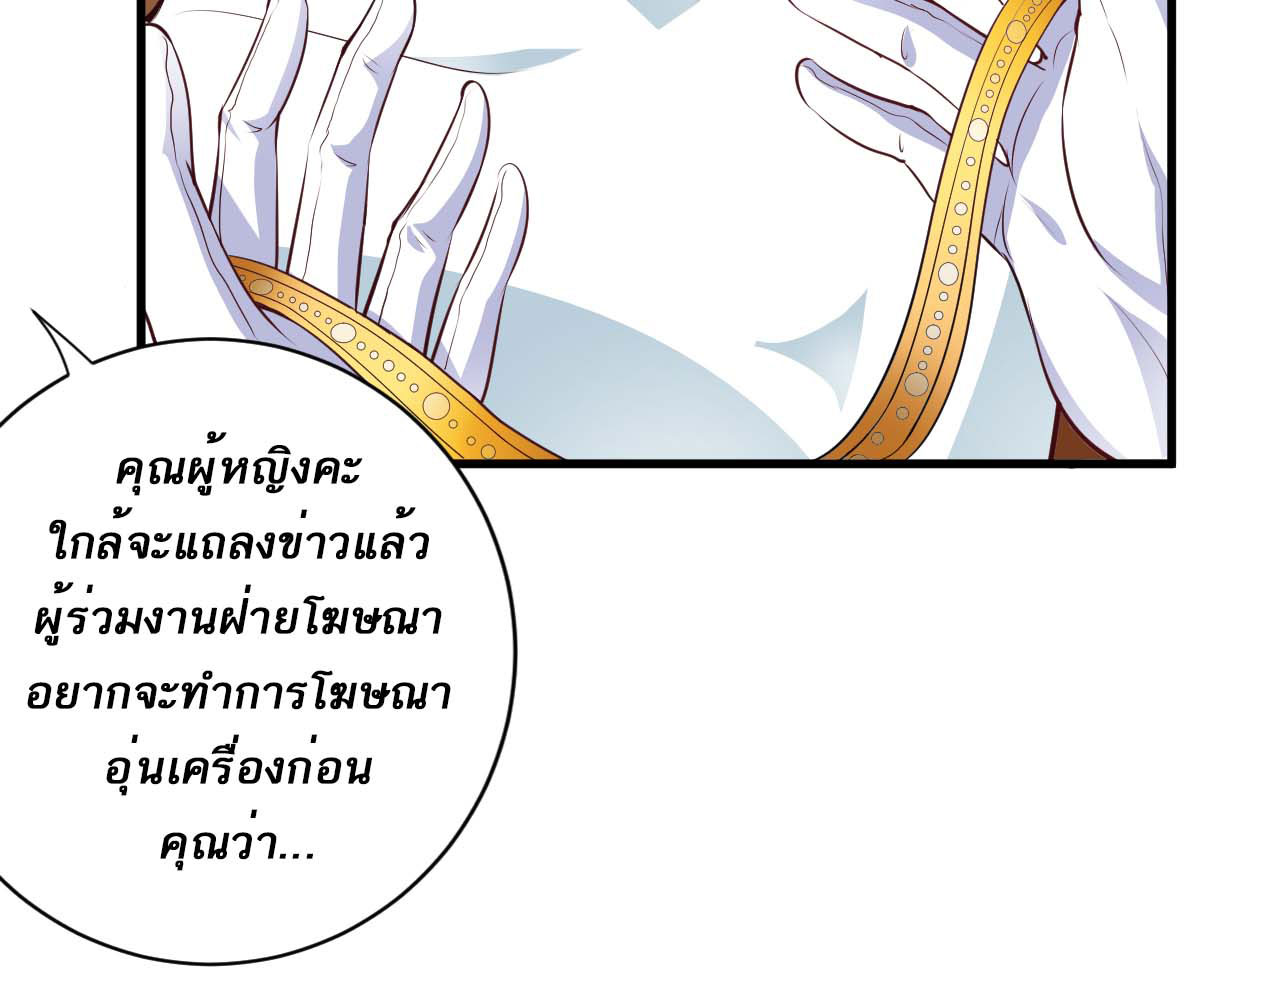 คุณผู้หญิงคะ
ใกล้จะแถลงข่าวแล้ว
ผู้ร่วมงานฝ่ายโฆษณา
อยากจะทำการโฆษณา
อุ่นเครื่องก่อน
คุณว่า...